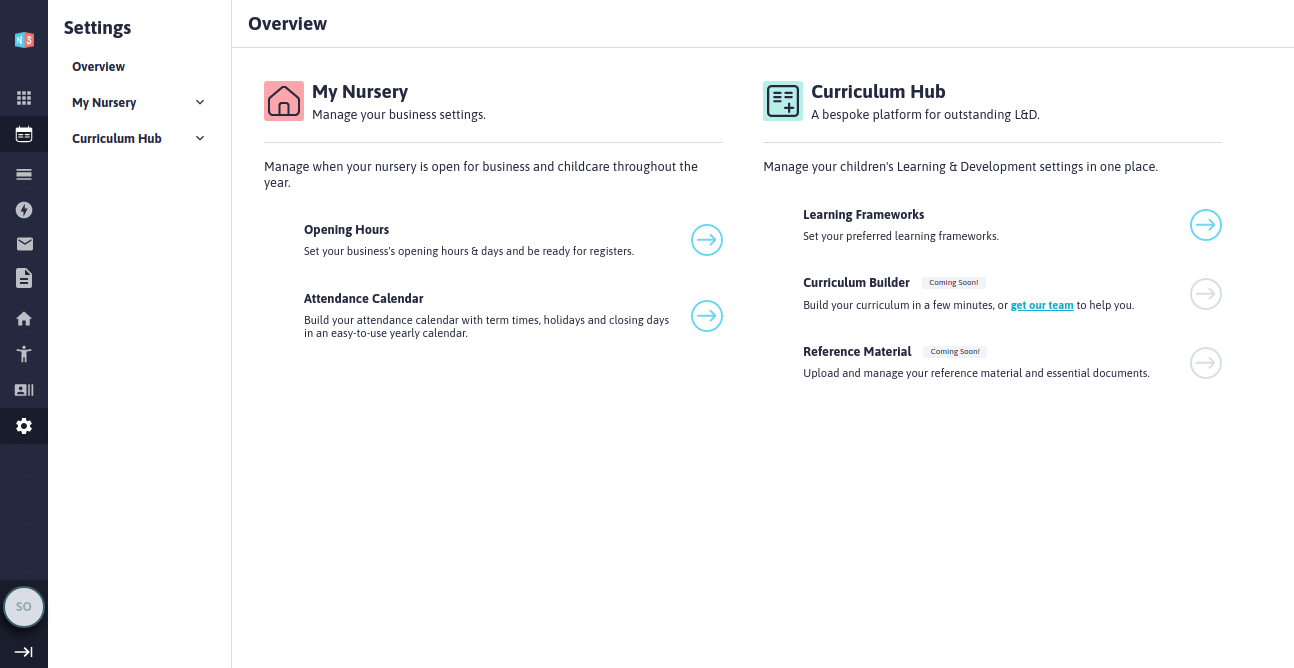 NS
Settings
Overview
My Nursery
Curriculum Hub
SO
Overview
My Nursery
Manage your business settings.
Manage when your nursery is open for business and childcare throughout the
year.
Opening Hours
Set your business's opening hours & days and be ready for registers.
Attendance Calendar
Build your attendance calendar with term times, holidays and closing days
in an easy-to-use yearly calendar.
Curriculum Hub
A bespoke platform for outstanding L&D.
Manage your children's Learning & Development settings in one place.
Learning Frameworks
Set your preferred learning frameworks.
Curriculum Builder Coming Soon!
Build your curriculum in a few minutes, or get our team to help you.
Reference Material Coming Soon!
Upload and manage your reference material and essential documents.